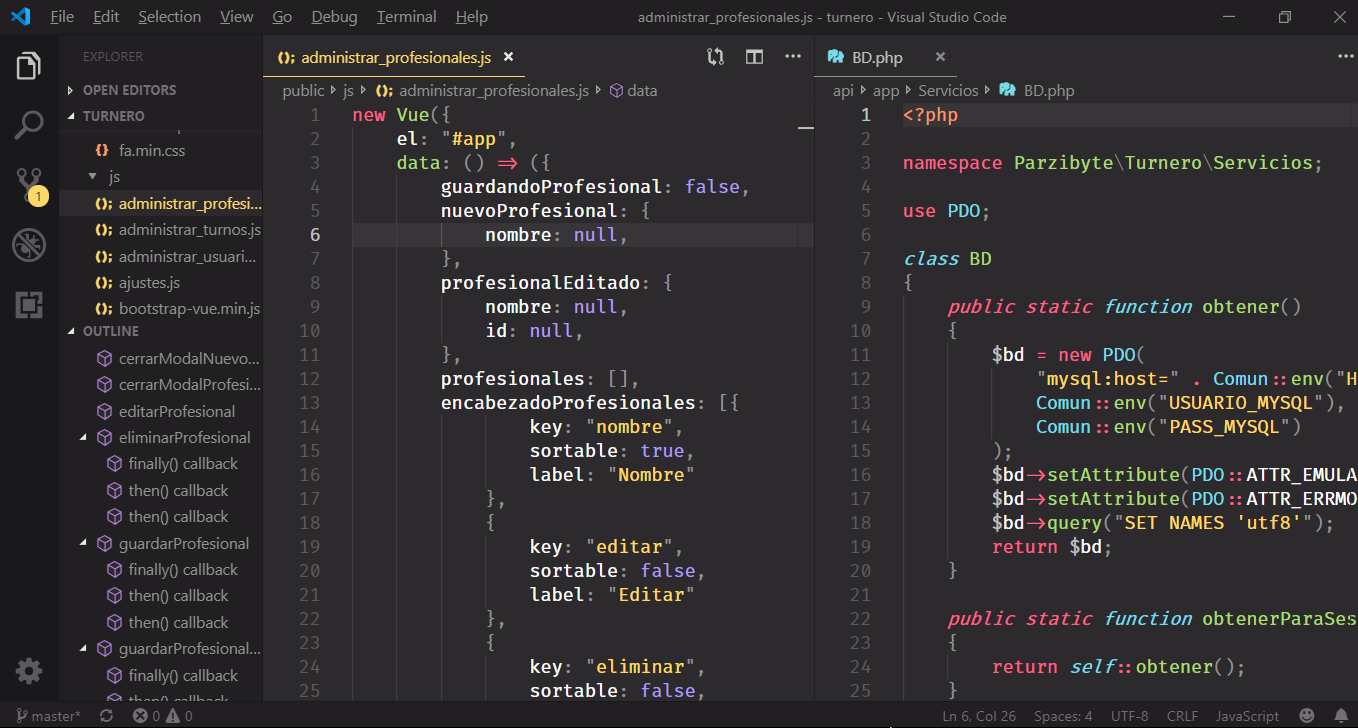 File Edit Selection View Go Debug Terminal Help
administrar_profesionales.js - turnero - Visual Studio Code
EXPLORER
OPEN EDITORS
TURNERO
fa.min.css
js
administrar_profesi...
administrar_turnos.js
administrar_usuari...
ajustes.js
bootstrap-vue.min.js
OUTLINE
cerrarModalNuevo...
cerrarModalProfesi...
editarProfesional
eliminarProfesional
finally() callback
then() callback
then() callback
guardarProfesional
finally() callback
then() callback
then() callback
guardarProfesional...
finally() callback
then() callback
1
administrar_profesionales.js
public js administrar_profesionales.js data
1 new Vue({
2 el: "#app",
3 data: () => ({
4 guardandoProfesional: false,
5 nuevoProfesional: {
6 nombre: null,
7 },
8 profesionalEditado: {
9 nombre: null,
10 id: null,
11 },
12 profesionales: [],
13 encabezadoProfesionales: [{
14 key: "nombre",
15 sortable: true,
16 label: "Nombre"
17 },
18 {
19 key: "editar",
20 sortable: false,
21 label: "Editar"
22 },
23 {
24 key: "eliminar",
25 sortable: false,
BD.php
api app Servicios BD.php
1 <?php
2
3 namespace Parzibyte\Turnero\Servicios;
4
5 use PDO;
6
7 class BD
8 {
9 public static function obtener()
10 {
11 $bd = new PDO(
12 "mysql:host=" . Comun::env("H
13 Comun::env("USUARIO_MYSQL"),
14 Comun::env("PASS_MYSQL")
15 );
16 $bd->setAttribute(PDO::ATTR_EMULA
17 $bd->setAttribute(PDO::ATTR_ERRMO
18 $bd->query("SET NAMES 'utf8'");
19 return $bd;
20 }
21
22 public static function obtenerParaSes
23 {
24 return self::obtener();
25 }
master* 0 0 Ln 6, Col 26 Spaces: 4 UTF-8 CRLF JavaScript